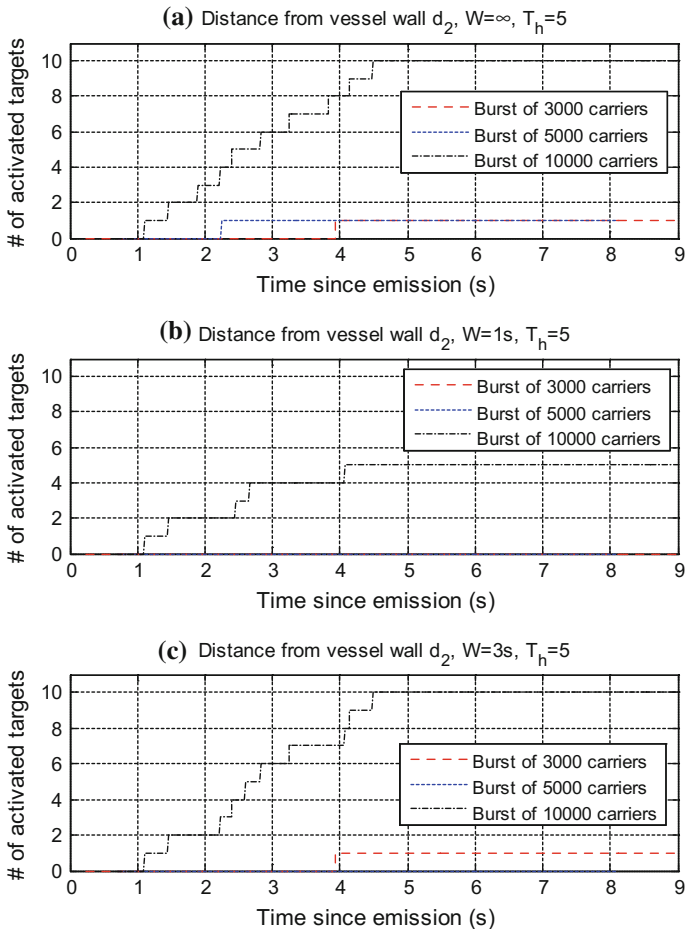 (a) Distance from vessel wall d₂, W=∞, Tₕ=5
# of activated targets
10
8
6
4
2
0
Burst of 3000 carriers
Burst of 5000 carriers
Burst of 10000 carriers
0 1 2 3 4 5 6 7 8 9
Time since emission (s)
(b) Distance from vessel wall d₂, W=1s, Tₕ=5
# of activated targets
10
8
6
4
2
0
Burst of 3000 carriers
Burst of 5000 carriers
Burst of 10000 carriers
0 1 2 3 4 5 6 7 8 9
Time since emission (s)
(c) Distance from vessel wall d₂, W=3s, Tₕ=5
# of activated targets
10
8
6
4
2
0
Burst of 3000 carriers
Burst of 5000 carriers
Burst of 10000 carriers
0 1 2 3 4 5 6 7 8 9
Time since emission (s)